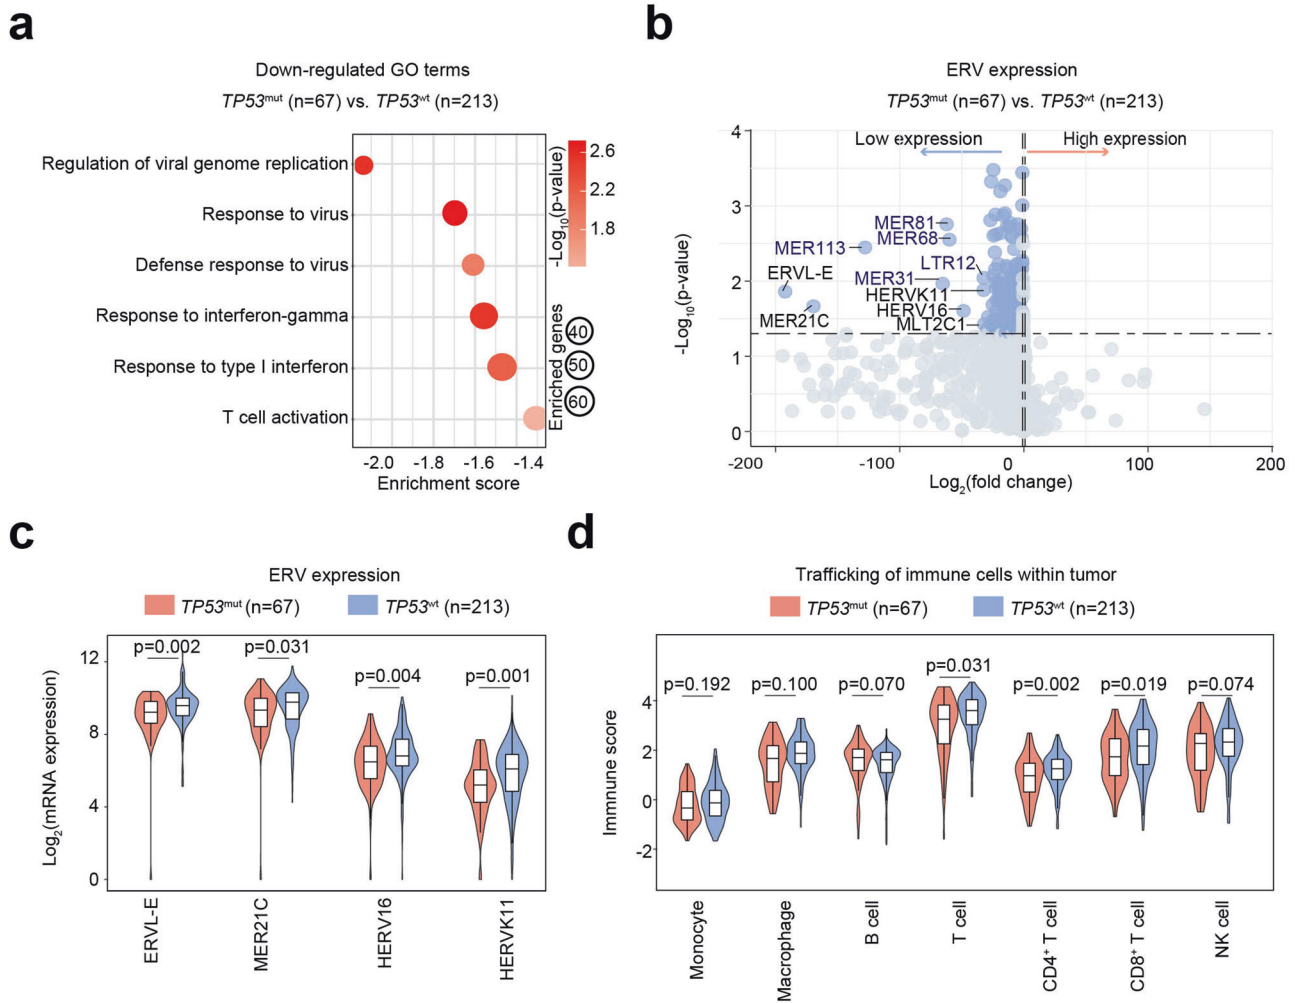 a
Down-regulated GO terms
TP53mut (n=67) vs. TP53wt (n=213)
Regulation of viral genome replication
Response to virus
Defense response to virus
Response to interferon-gamma
Response to type I interferon
T cell activation
-2.0 -1.8 -1.6 -1.4
Enrichment score
-Log10(p-value)
2.6
2.2
1.8
Enriched genes
40
50
60
b
ERV expression
TP53mut (n=67) vs. TP53wt (n=213)
Low expression
High expression
-Log10(p-value)
4
3
2
1
0
MER81
MER68
MER113
LTR12
ERVL-E
MER31
HERVK11
HERV16
MER21C
MLT2C1
-200 -100 0 100 200
Log2(fold change)
c
ERV expression
TP53mut (n=67)
TP53wt (n=213)
Log2(mRNA expression)
12
8
4
0
p=0.002
p=0.031
p=0.004
p=0.001
ERVL-E
MER21C
HERV16
HERVK11
d
Trafficking of immune cells within tumor
TP53mut (n=67)
TP53wt (n=213)
Immnune score
4
2
0
-2
p=0.192
p=0.100
p=0.070
p=0.031
p=0.002
p=0.019
p=0.074
Monocyte
Macrophage
B cell
T cell
CD4+ T cell
CD8+ T cell
NK cell